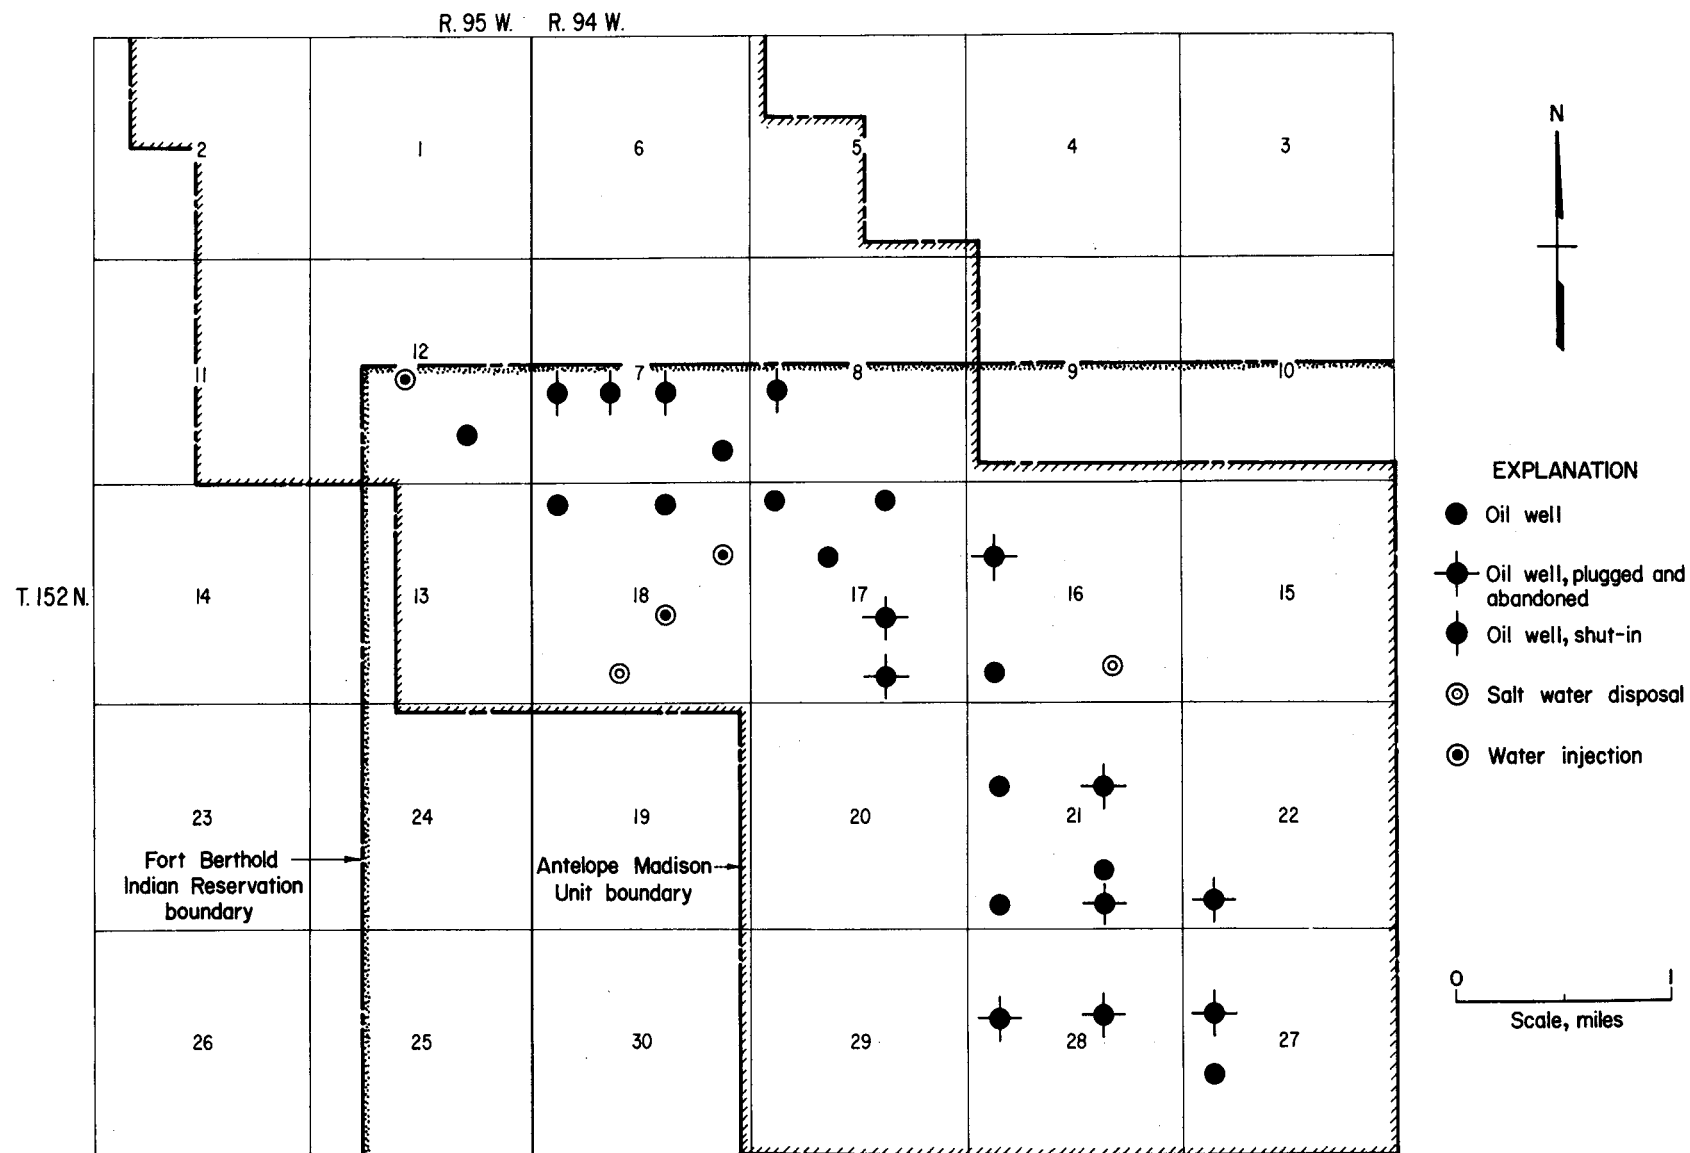 R. 95 W. R. 94 W.
2 1 6 5 4 3
N
12
11 7 8 9 10
EXPLANATION
Oil well
Oil well, plugged and
abandoned
Oil well, shut-in
Salt water disposal
Water injection
T. 152 N. 14 13 18 17 16 15
23 24 19 20 21 22
Fort Berthold
Indian Reservation
boundary
Antelope Madison
Unit boundary
26 25 30 29 28 27
0 1
Scale, miles